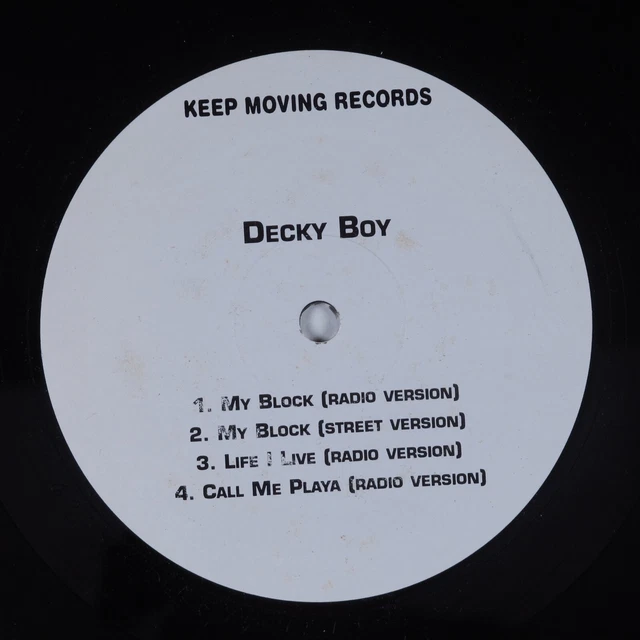 KEEP MOVING RECORDS
DECKY BOY
1. MY BLOCK (RADIO VERSION)
2. MY BLOCK (STREET VERSION)
3. LIFE I LIVE (RADIO VERSION)
4. CALL ME PLAYA (RADIO VERSION)